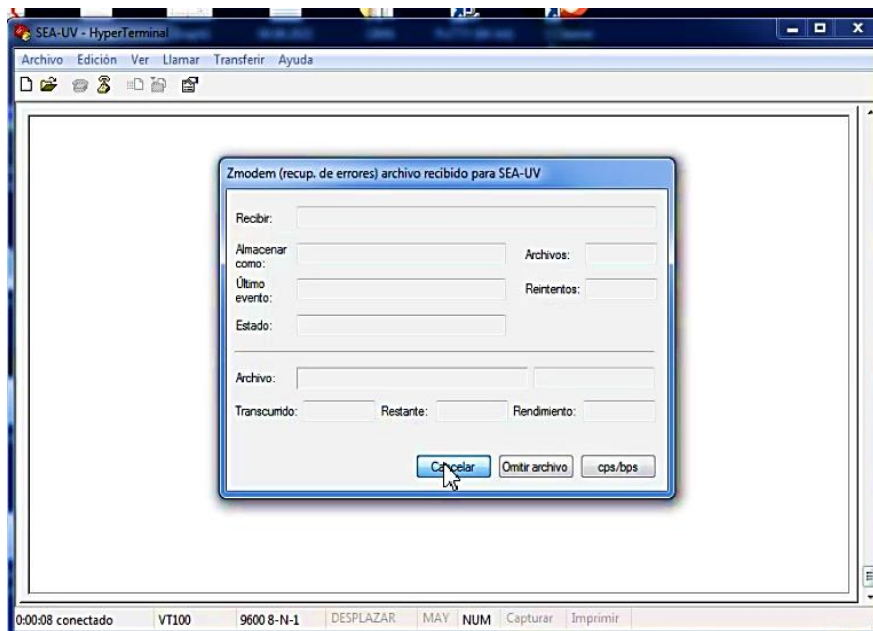 SEA-UV - HyperTerminal
Archivo Edición Ver Llamar Transferir Ayuda
Zmodem (recup. de errores) archivo recibido para SEA-UV
Recibir:
Almacenar como:
Archivos:
Último evento:
Reintentos:
Estado:
Archivo:
Transcurrido: Restante: Rendimiento:
Cancelar Omitir archivo cps/bps
0:00:08 conectado VT100 9600 8-N-1 DESPLAZAR MAY NUM Capturar Imprimir